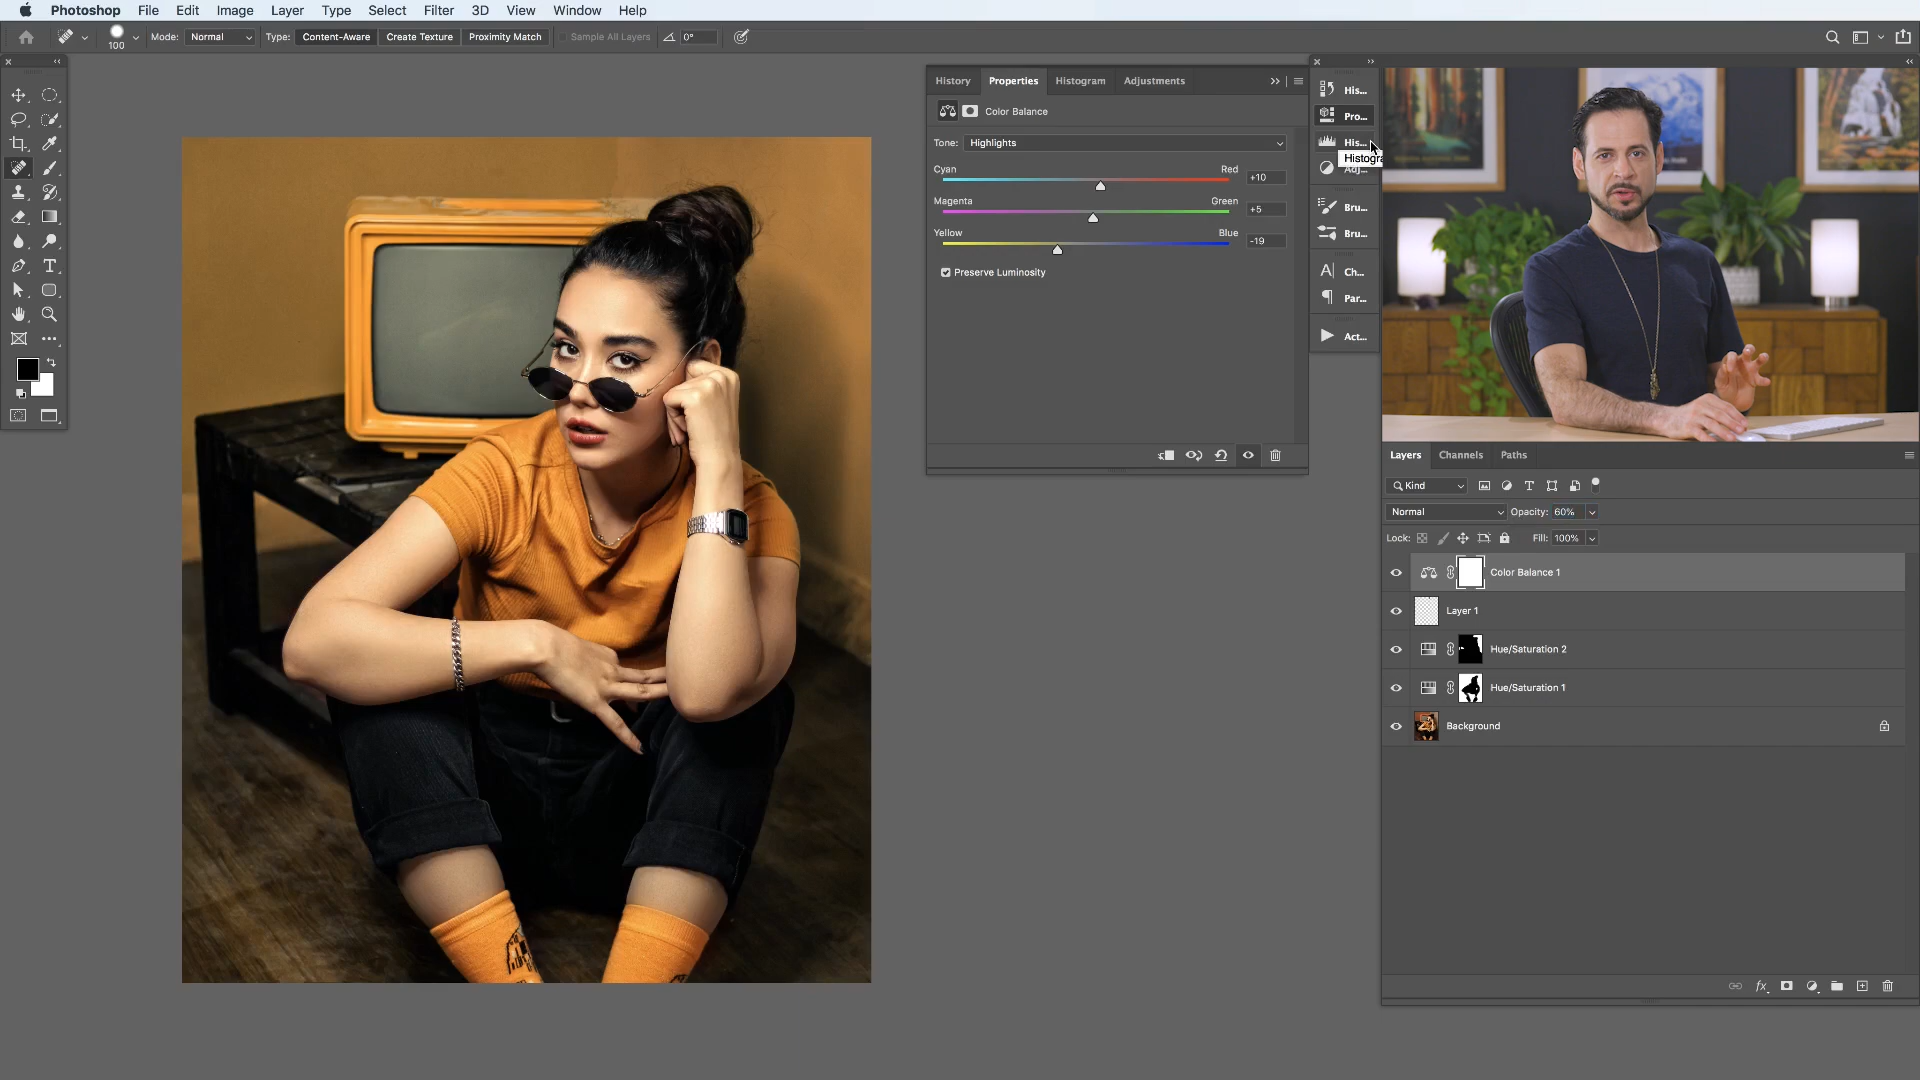 Photoshop File Edit Image Layer Type Select Filter 3D View Window Help
100 Mode: Normal Type: Content-Aware Create Texture Proximity Match Sample All Layers 0°
History Properties Histogram Adjustments
Color Balance
Tone: Highlights
Cyan Red +10
Magenta Green +5
Yellow Blue -19
Preserve Luminosity
His...
Pro...
His...
Histogra
Adj...
Bru...
Bru...
Ch...
Par...
Act...
Layers Channels Paths
Kind
Normal Opacity: 60%
Lock: Fill: 100%
Color Balance 1
Layer 1
Hue/Saturation 2
Hue/Saturation 1
Background
fx